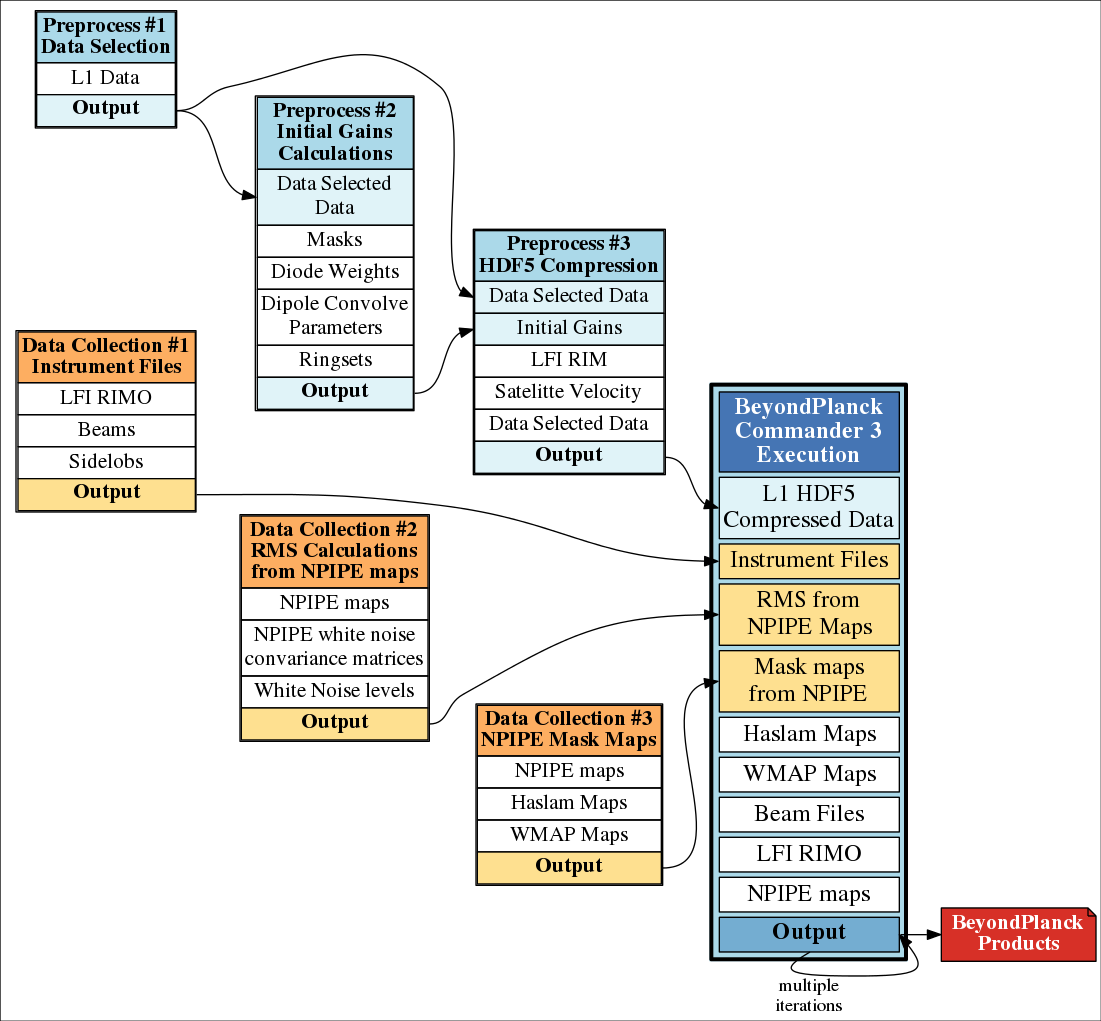 Preprocess #1
Data Selection
L1 Data
Output
Preprocess #2
Initial Gains
Calculations
Data Selected
Data
Masks
Diode Weights
Dipole Convolve
Parameters
Ringsets
Output
Preprocess #3
HDF5 Compression
Data Selected Data
Initial Gains
LFI RIM
Satelitte Velocity
Data Selected Data
Output
Data Collection #1
Instrument Files
LFI RIMO
Beams
Sidelobs
Output
Data Collection #2
RMS Calculations
from NPIPE maps
NPIPE maps
NPIPE white noise
convariance matrices
White Noise levels
Output
Data Collection #3
NPIPE Mask Maps
NPIPE maps
Haslam Maps
WMAP Maps
Output
BeyondPlanck
Commander 3
Execution
L1 HDF5
Compressed Data
Instrument Files
RMS from
NPIPE Maps
Mask maps
from NPIPE
Haslam Maps
WMAP Maps
Beam Files
LFI RIMO
NPIPE maps
Output
multiple
iterations
BeyondPlanck
Products